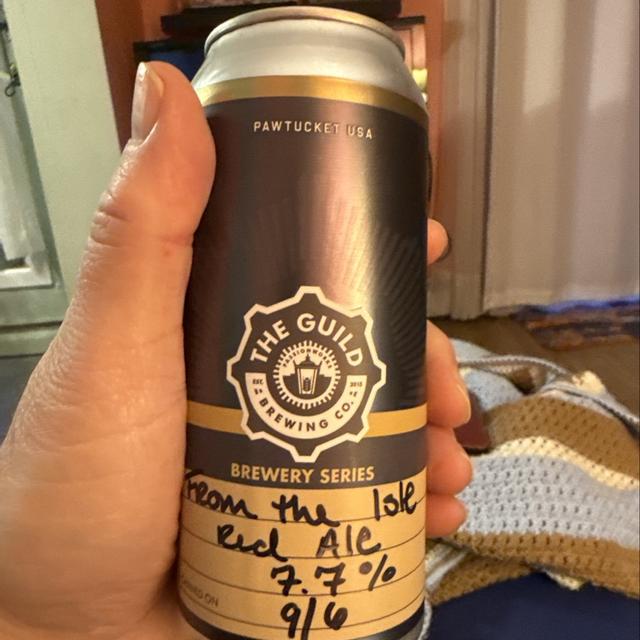 PAWTUCKET USA
THE GUILD
EST. 2015
BREWING CO.
BREWERY SERIES
From the Isle
Red Ale
7.7%
9/6